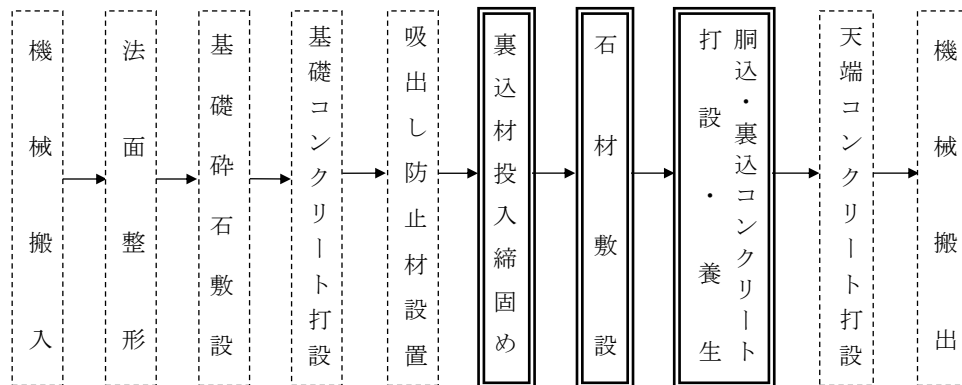 機械搬入
法面整形
基礎砕石敷設
基礎コンクリート打設
吸出し防止材設置
裏込材投入締固め
石材敷設
胴込・裏込コンクリート
打設・養生
天端コンクリート打設
機械搬出